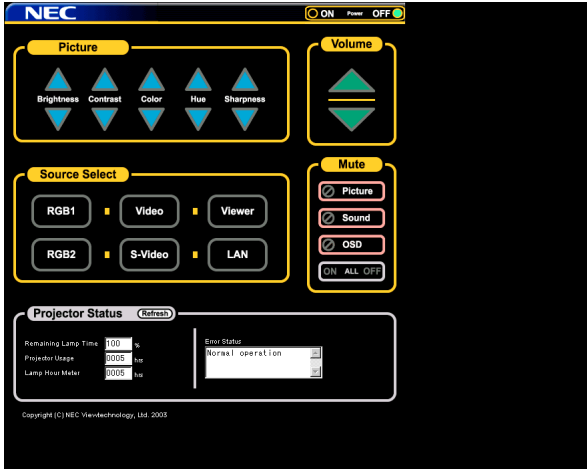 NEC
ON Power OFF
Picture
Volume
Brightness Contrast Color Hue Sharpness
Source Select
Mute
RGB1 Video Viewer
RGB2 S-Video LAN
Picture
Sound
OSD
ON ALL OFF
Projector Status Refresh
Remaining Lamp Time 100 %
Projector Usage 0005 hrs
Lamp Hour Meter 0005 hrs
Error Status
Normal operation
Copyright (C) NEC Viewtechnology, Ltd. 2003